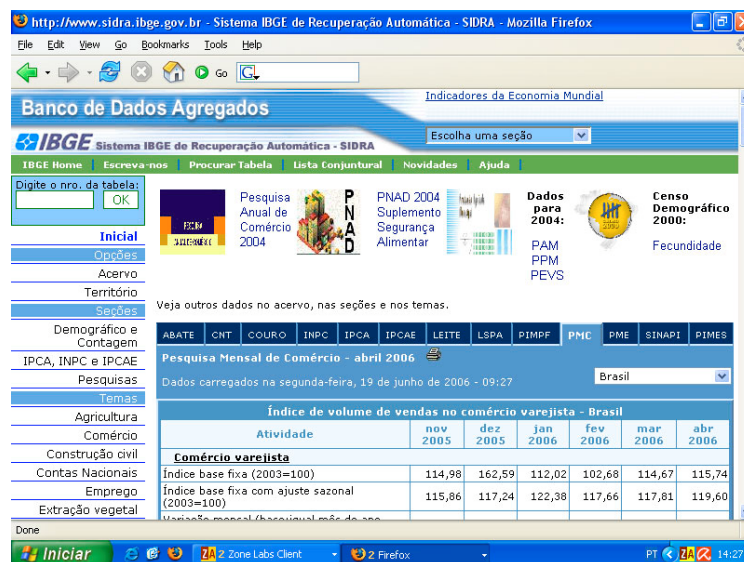 http://www.sidra.ibge.gov.br - Sistema IBGE de Recuperação Automática - SIDRA - Mozilla Firefox
File Edit View Go Bookmarks Tools Help
Go G
Banco de Dados Agregados
Indicadores da Economia Mundial
IBGE Sistema IBGE de Recuperação Automática - SIDRA
Escolha uma seção
IBGE Home | Escreva-nos | Procurar Tabela | Lista Conjuntural | Novidades | Ajuda |
Digite o nro. da tabela:
OK
Inicial
Opções
Acervo
Território
Seções
Demográfico e
Contagem
IPCA, INPC e IPCAE
Pesquisas
Temas
Agricultura
Comércio
Construção civil
Contas Nacionais
Emprego
Extração vegetal
Pesquisa
Anual de
Comércio
2004
PNAD
PNAD 2004
Suplemento
Segurança
Alimentar
Dados
para
2004:
PAM
PPM
PEVS
Censo
Demográfico
2000:
Fecundidade
Veja outros dados no acervo, nas seções e nos temas.
ABATE CNT COURO INPC IPCA IPCAE LEITE LSPA PIMPF PMC PME SINAPI PIMES
Pesquisa Mensal de Comércio - abril 2006
Dados carregados na segunda-feira, 19 de junho de 2006 - 09:27
Brasil
Índice de volume de vendas no comércio varejista - Brasil
Atividade nov 2005 dez 2005 jan 2006 fev 2006 mar 2006 abr 2006
Comércio varejista
Índice base fixa (2003=100) 114,98 162,59 112,02 102,68 114,67 115,74
Índice base fixa com ajuste sazonal
(2003=100) 115,86 117,24 122,38 117,66 117,81 119,60
Variação mensal (base:igual mês do ano
Done
Iniciar ZA 2 Zone Labs Client 2 Firefox PT ZA 14:27